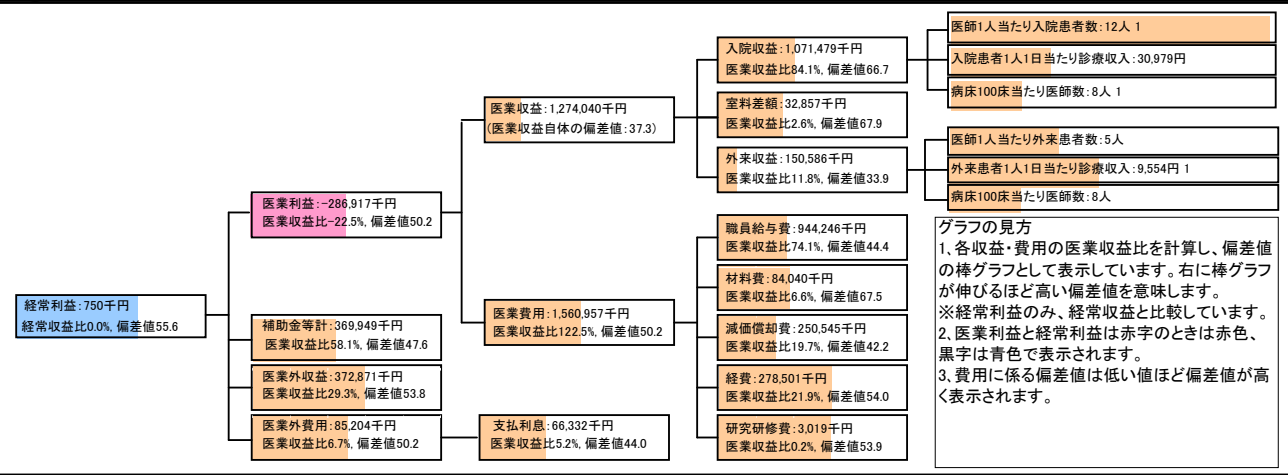 経常利益:750千円
経常収比0.0%, 偏差値55.6
医業利益:-286,917千円
医業収益比-22.5%, 偏差値50.2
補助金等計:369,949千円
医業収益比58.1%, 偏差値47.6
医業外収益:372,871千円
医業収益比29.3%, 偏差値53.8
医業外費用:85,204千円
医業収益比6.7%, 偏差値50.2
医業収益:1,274,040千円
(医業収益自体の偏差値:37.3)
医業費用:1,560,957千円
医業収益比122.5%, 偏差値50.2
支払利息:66,332千円
医業収益比5.2%, 偏差値44.0
入院収益:1,071,479千円
医業収益比84.1%, 偏差値66.7
室料差額:32,857千円
医業収益比2.6%, 偏差値67.9
外来収益:150,586千円
医業収益比11.8%, 偏差値33.9
職員給与費:944,246千円
医業収益比74.1%, 偏差値44.4
材料費:84,040千円
医業収益比6.6%, 偏差値67.5
減価償却費:250,545千円
医業収益比19.7%, 偏差値42.2
経費:278,501千円
医業収益比21.9%, 偏差値54.0
研究研修費:3,019千円
医業収益比0.2%, 偏差値53.9
医師1人当たり入院患者数:12人 1
入院患者1人1日当たり診療収入:30,979円
病床100床当たり医師数:8人 1
医師1人当たり外来患者数:5人
外来患者1人1日当たり診療収入:9,554円 1
病床100床当たり医師数:8人
グラフの見方
1、各収益・費用の医業収益比を計算し、偏差値
の棒グラフとして表示しています。右に棒グラフ
が伸びるほど高い偏差値を意味します。
※経常利益のみ、経常収益と比較しています。
2、医業利益と経常利益は赤字のときは赤色、
黒字は青色で表示されます。
3、費用に係る偏差値は低い値ほど偏差値が高
く表示されます。